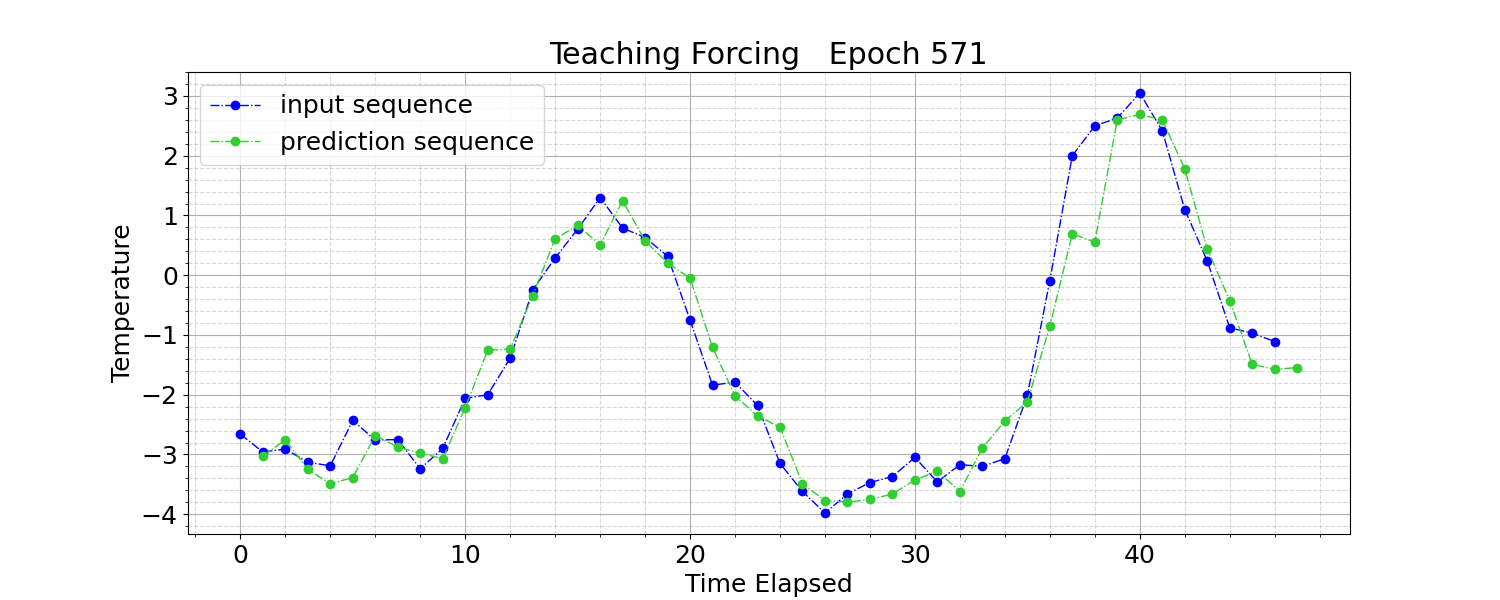 Teaching Forcing   Epoch 571
input sequence
prediction sequence
3
2
1
0
−1
−2
−3
−4
Temperature
0 10 20 30 40
Time Elapsed